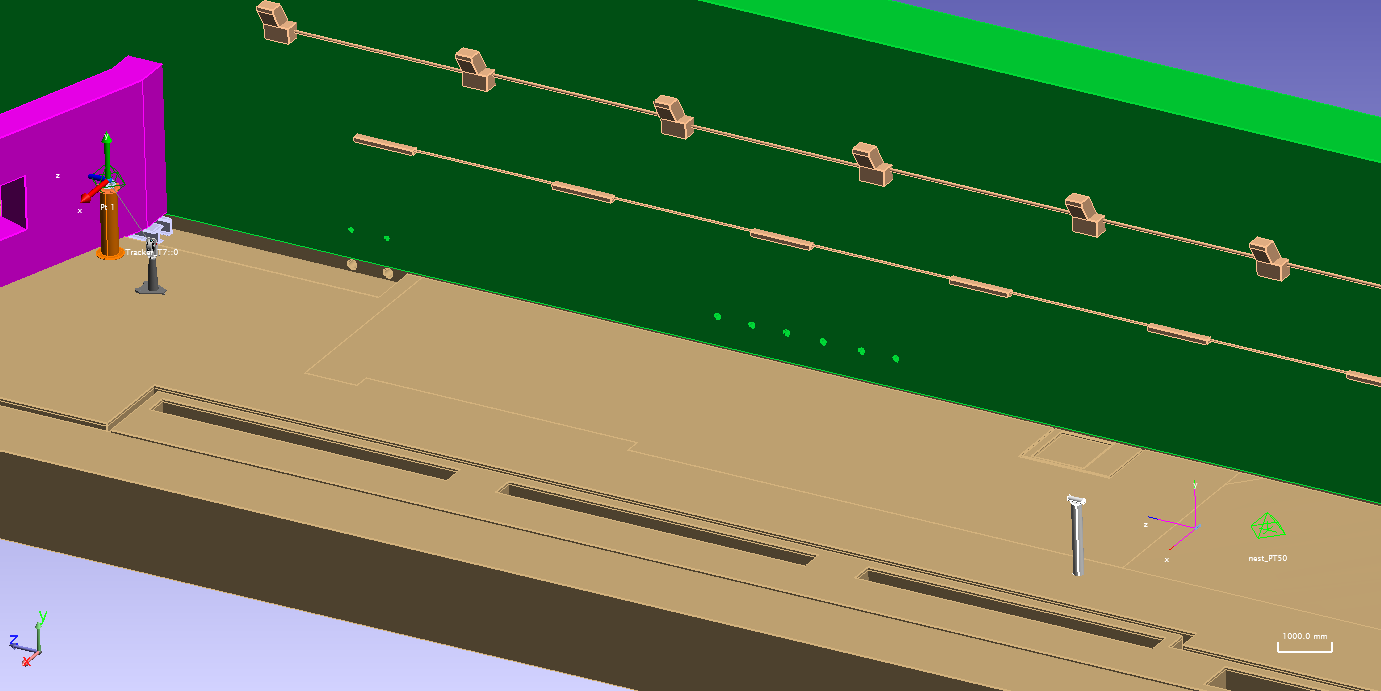 y
z
x
Pt 1
Tracker_T7::0
y
z
x
nest_PT50
y
z
x
1000.0 mm